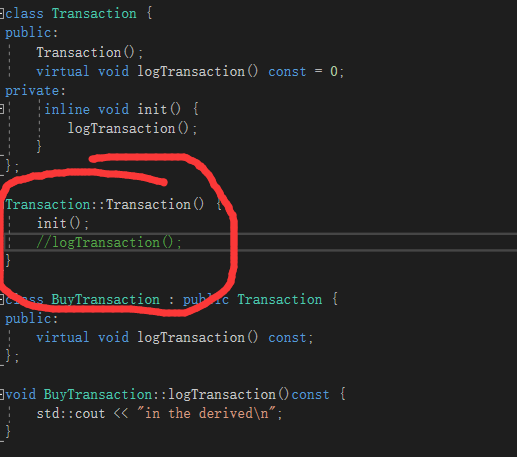 class Transaction {
public:
    Transaction();
    virtual void logTransaction() const = 0;
private:
    inline void init() {
        logTransaction();
    }
};
Transaction::Transaction() {
    init();
    //logTransaction();
}
class BuyTransaction : public Transaction {
public:
    virtual void logTransaction() const;
};
void BuyTransaction::logTransaction()const {
    std::cout << "in the derived\n";
}